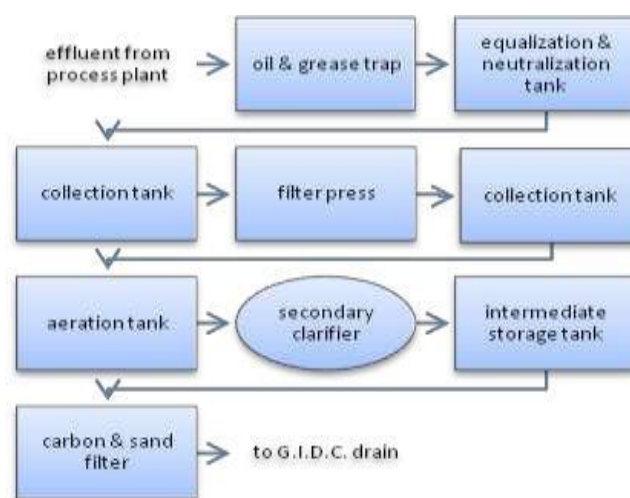 effluent from
process plant
oil & grease trap
equalization &
neutralization
tank
collection tank
filter press
collection tank
aeration tank
secondary
clarifier
intermediate
storage tank
carbon & sand
filter
to G.I.D.C. drain